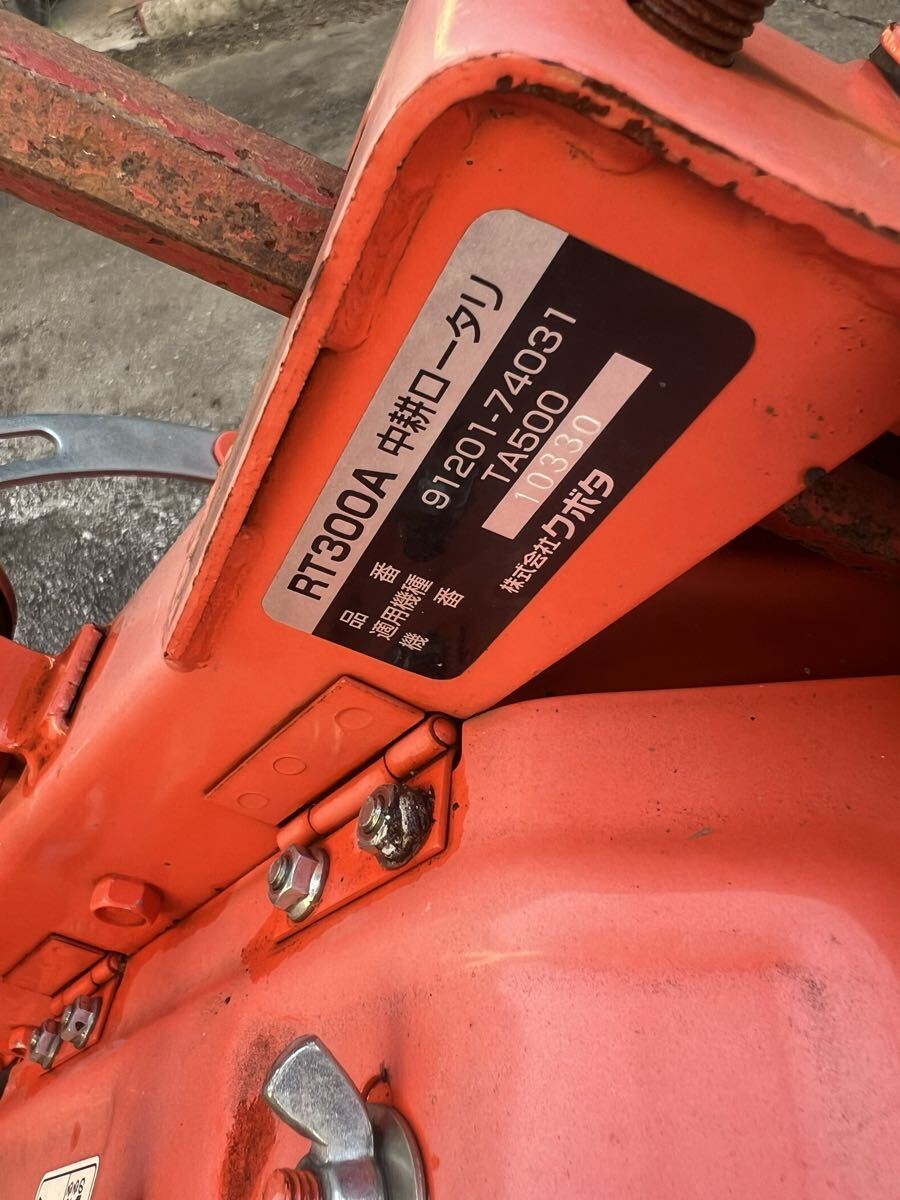 RT300A 中耕ロータリ
品番 91201-74031
適用機種 TA500
機番 10330
株式会社クボタ